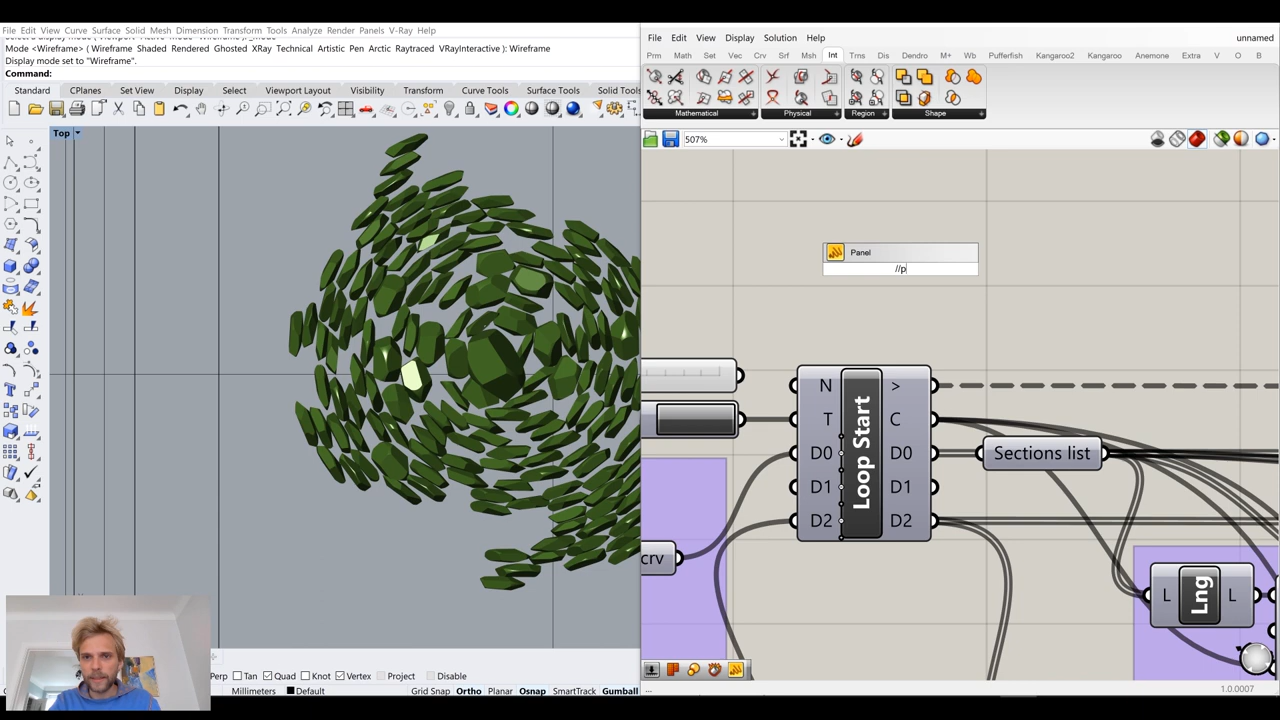 File Edit View Curve Surface Solid Mesh Dimension Transform Tools Analyze Render Panels V-Ray Help
Mode <Wireframe> ( Wireframe Shaded Rendered Ghosted XRay Technical Artistic Pen Arctic Raytraced VRayInteractive ): Wireframe
Display mode set to "Wireframe".
Command:
Standard CPlanes Set View Display Select Viewport Layout Visibility Transform Curve Tools Surface Tools Solid Tools
Top
Perp Tan Quad Knot Vertex Project Disable
Millimeters Default Grid Snap Ortho Planar Osnap SmartTrack Gumball
File Edit View Display Solution Help unnamed
Prm Math Set Vec Crv Srf Msh Int Trns Dis Dendro M+ Wb Pufferfish Kangaroo2 Kangaroo Anemone Extra V O B
Mathematical Physical Region Shape
507%
Panel
//p
N >
T C
D0 D0
D1 D1
D2 D2
Loop Start
Sections list
crv
L Lng L
... 1.0.0007